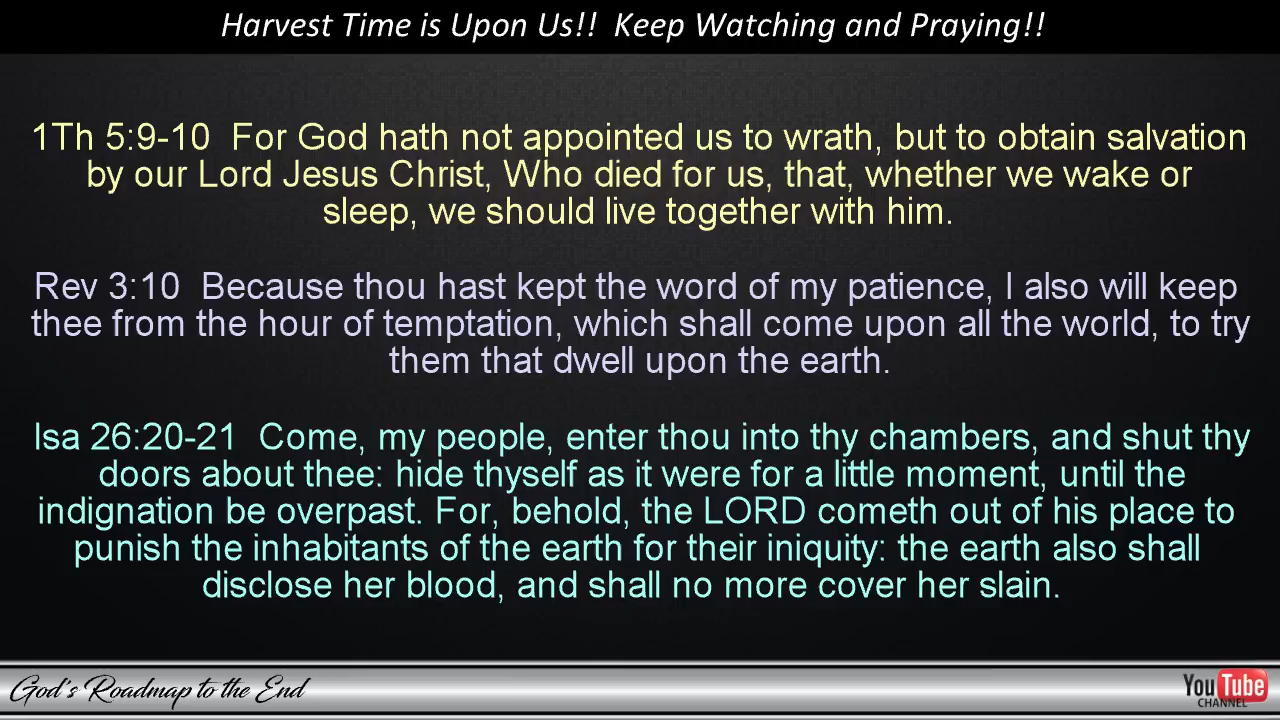 Harvest Time is Upon Us!!  Keep Watching and Praying!!
1Th 5:9-10  For God hath not appointed us to wrath, but to obtain salvation
by our Lord Jesus Christ, Who died for us, that, whether we wake or
sleep, we should live together with him.
Rev 3:10  Because thou hast kept the word of my patience, I also will keep
thee from the hour of temptation, which shall come upon all the world, to try
them that dwell upon the earth.
Isa 26:20-21  Come, my people, enter thou into thy chambers, and shut thy
doors about thee: hide thyself as it were for a little moment, until the
indignation be overpast. For, behold, the LORD cometh out of his place to
punish the inhabitants of the earth for their iniquity: the earth also shall
disclose her blood, and shall no more cover her slain.
God's Roadmap to the End
YouTube
CHANNEL